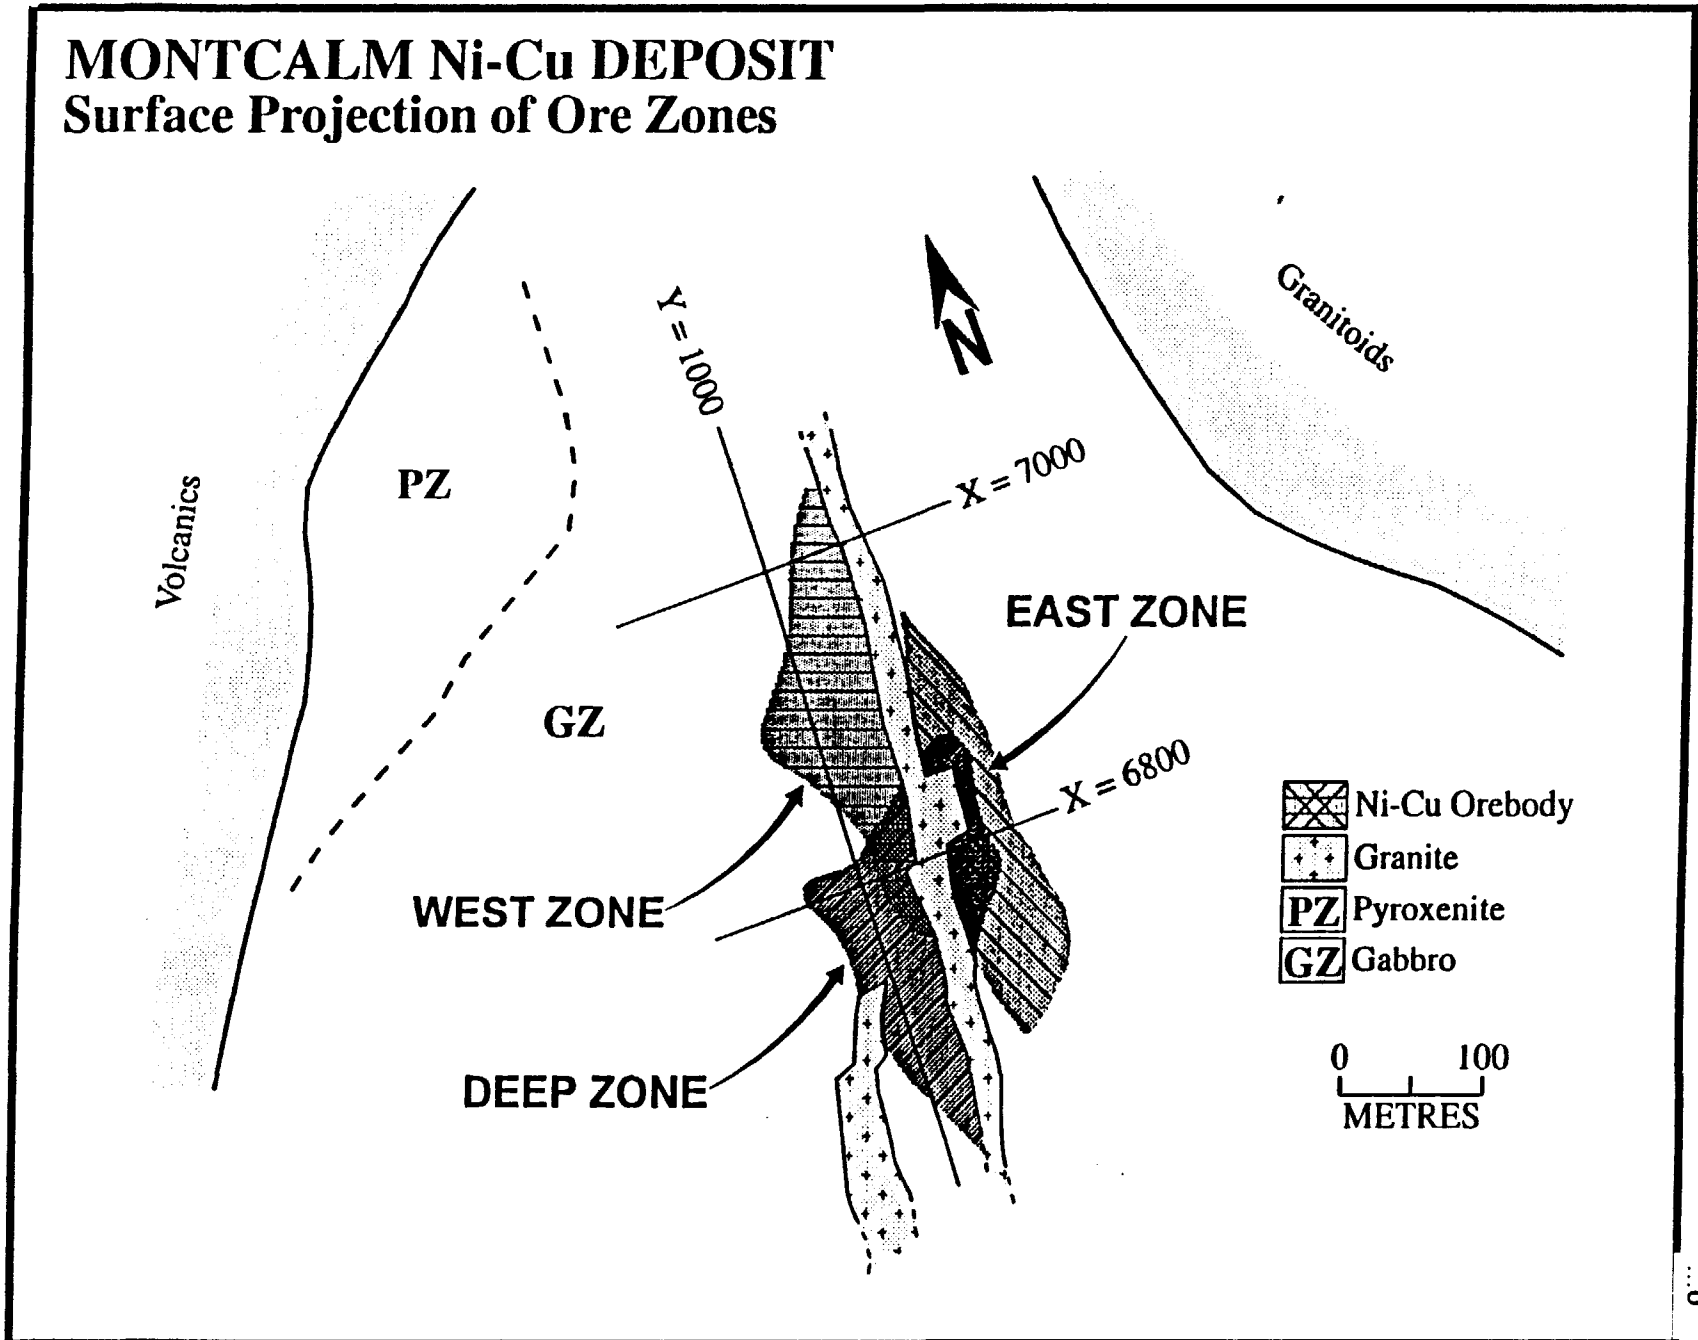 MONTCALM Ni-Cu DEPOSIT
Surface Projection of Ore Zones
Granitoids
Y = 1000
N
X = 7000
PZ
Volcanics
EAST ZONE
GZ
X = 6800
Ni-Cu Orebody
Granite
PZ Pyroxenite
GZ Gabbro
WEST ZONE
DEEP ZONE
0 100
METRES